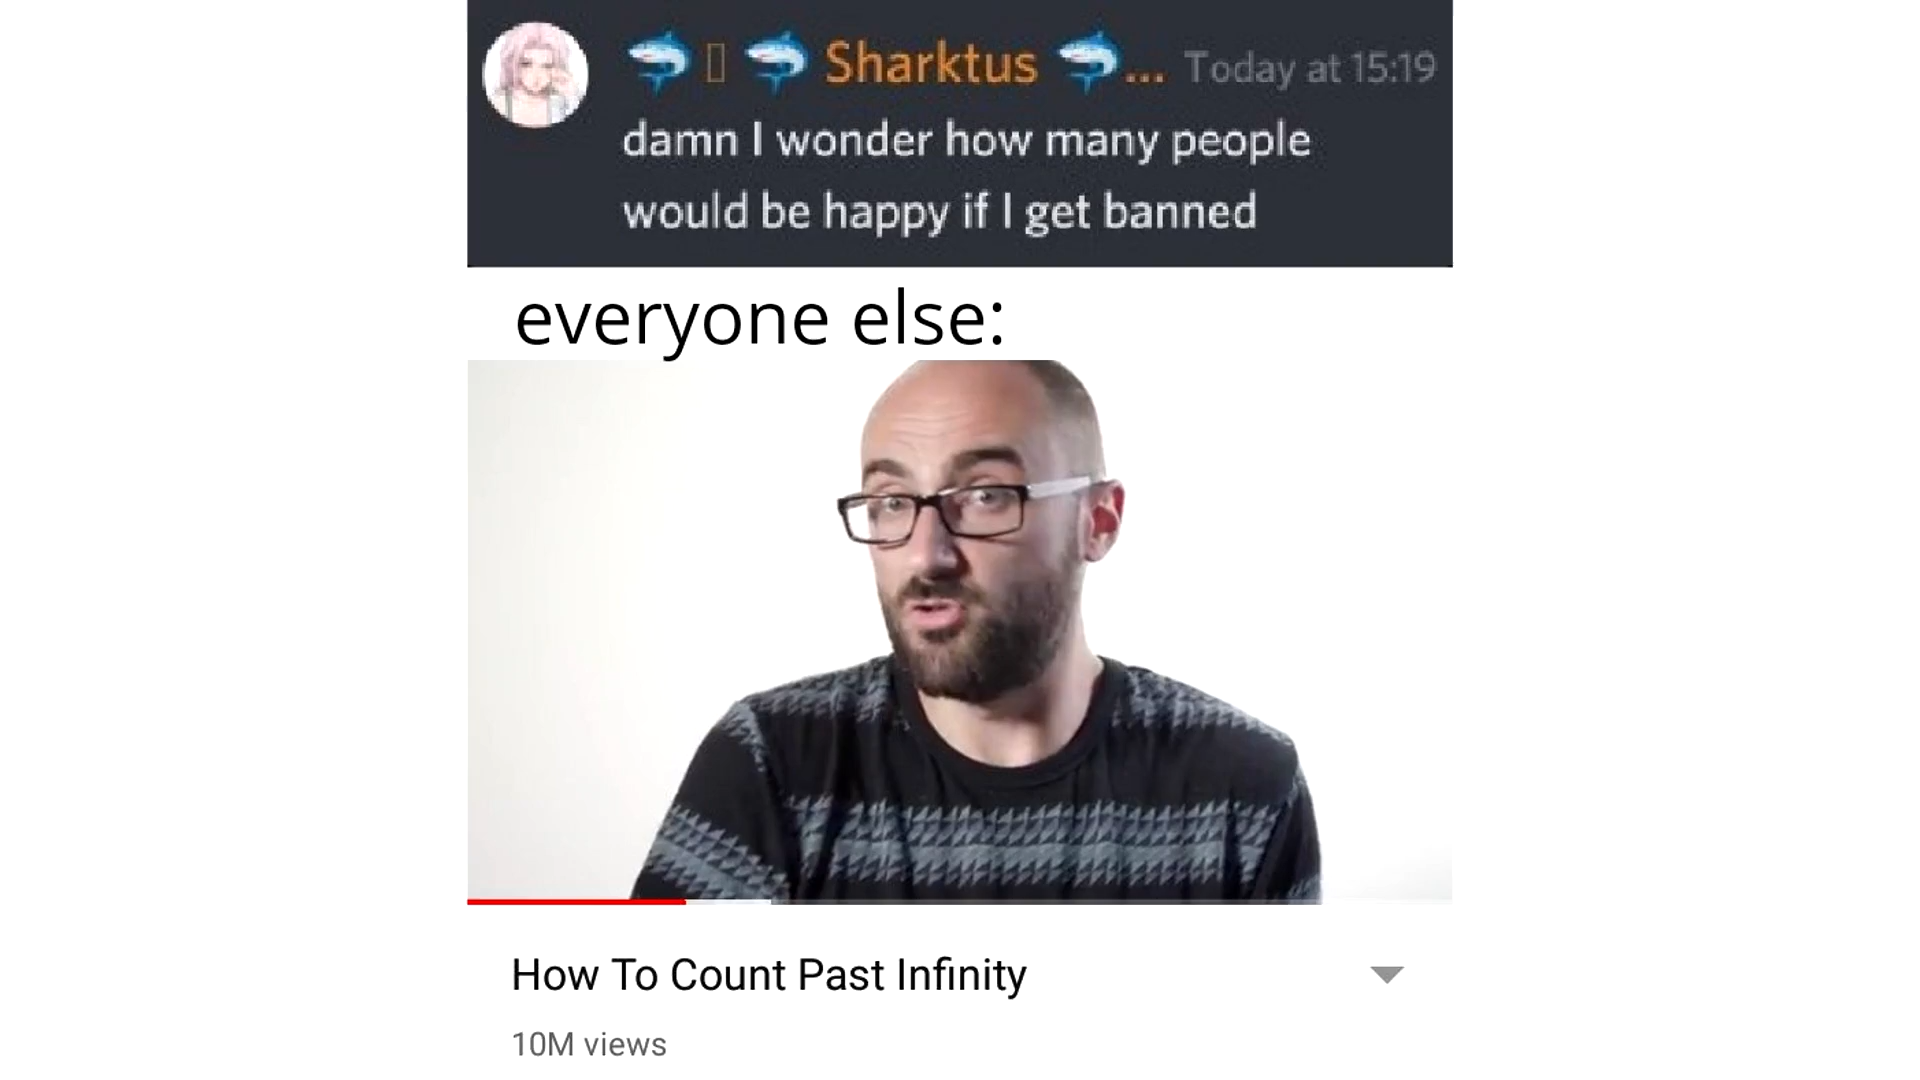 🦈 ▯ 🦈 Sharktus 🦈... Today at 15:19
damn I wonder how many people
would be happy if I get banned
everyone else:
How To Count Past Infinity
10M views